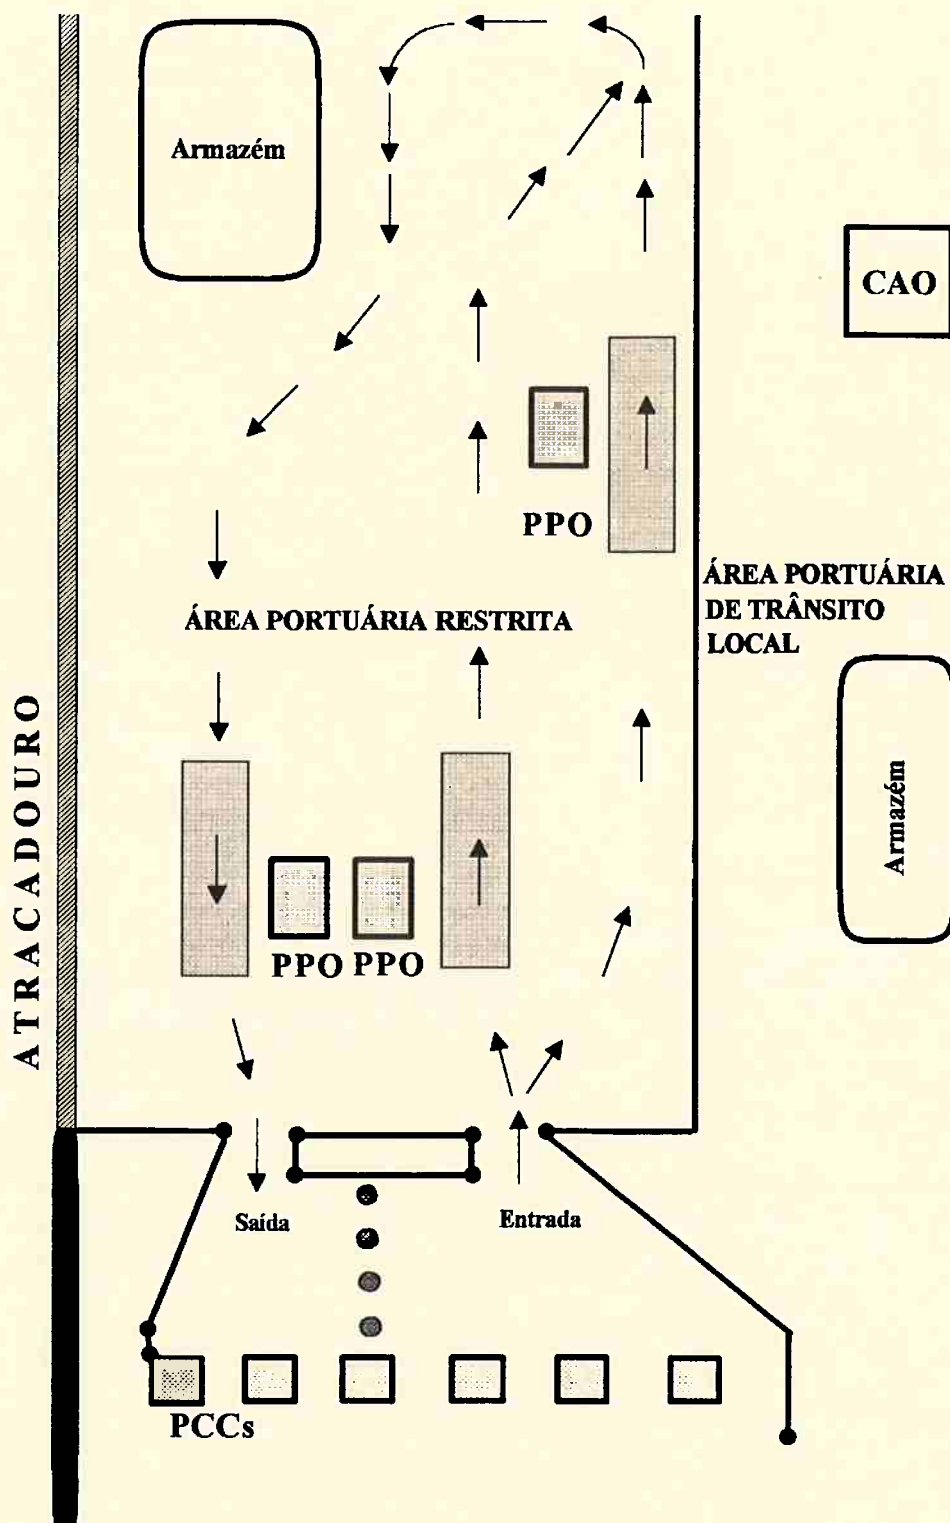 Armazém
CAO
PPO
ÁREA PORTUÁRIA
DE TRÂNSITO
LOCAL
ÁREA PORTUÁRIA RESTRITA
ATRACADOURO
Armazém
PPO PPO
Saída
Entrada
PCCs